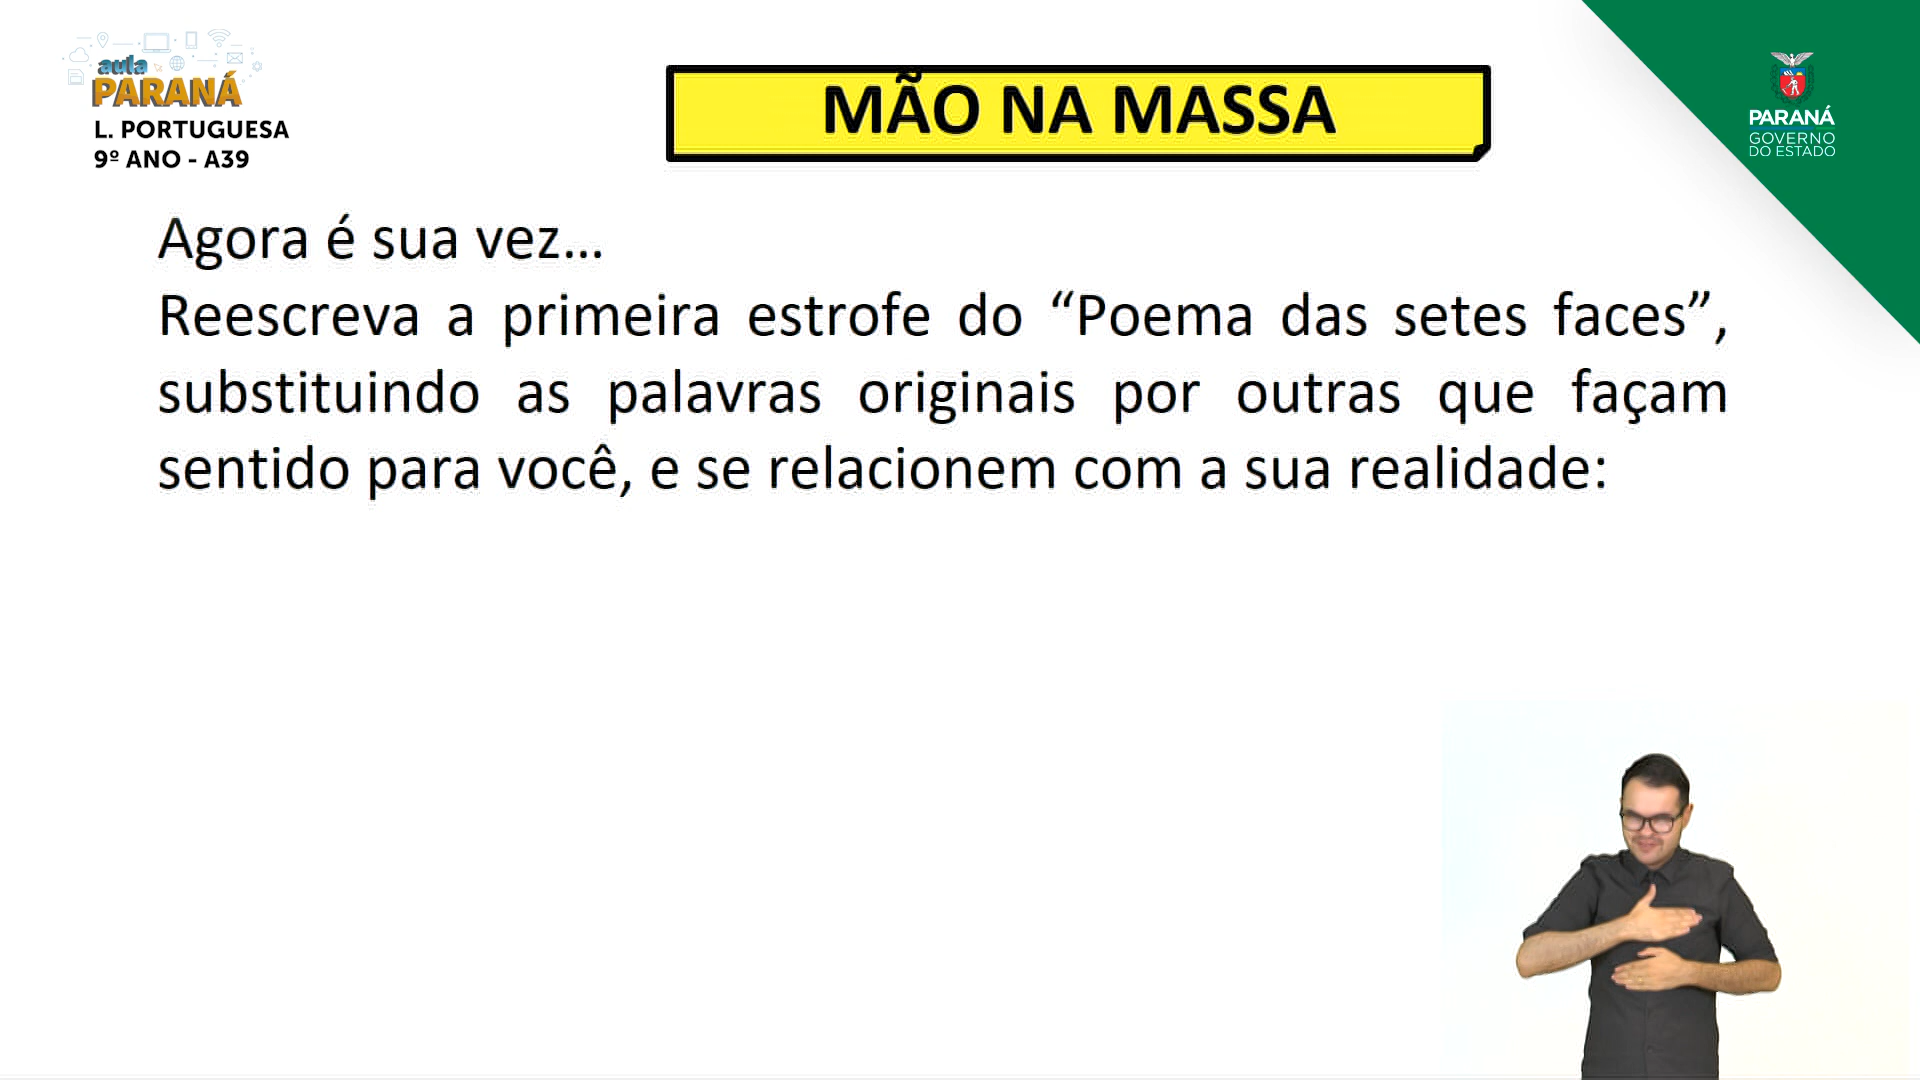 aula
PARANÁ
L. PORTUGUESA
9º ANO - A39
MÃO NA MASSA
PARANÁ
GOVERNO
DO ESTADO
Agora é sua vez...
Reescreva a primeira estrofe do “Poema das setes faces”,
substituindo as palavras originais por outras que façam
sentido para você, e se relacionem com a sua realidade: